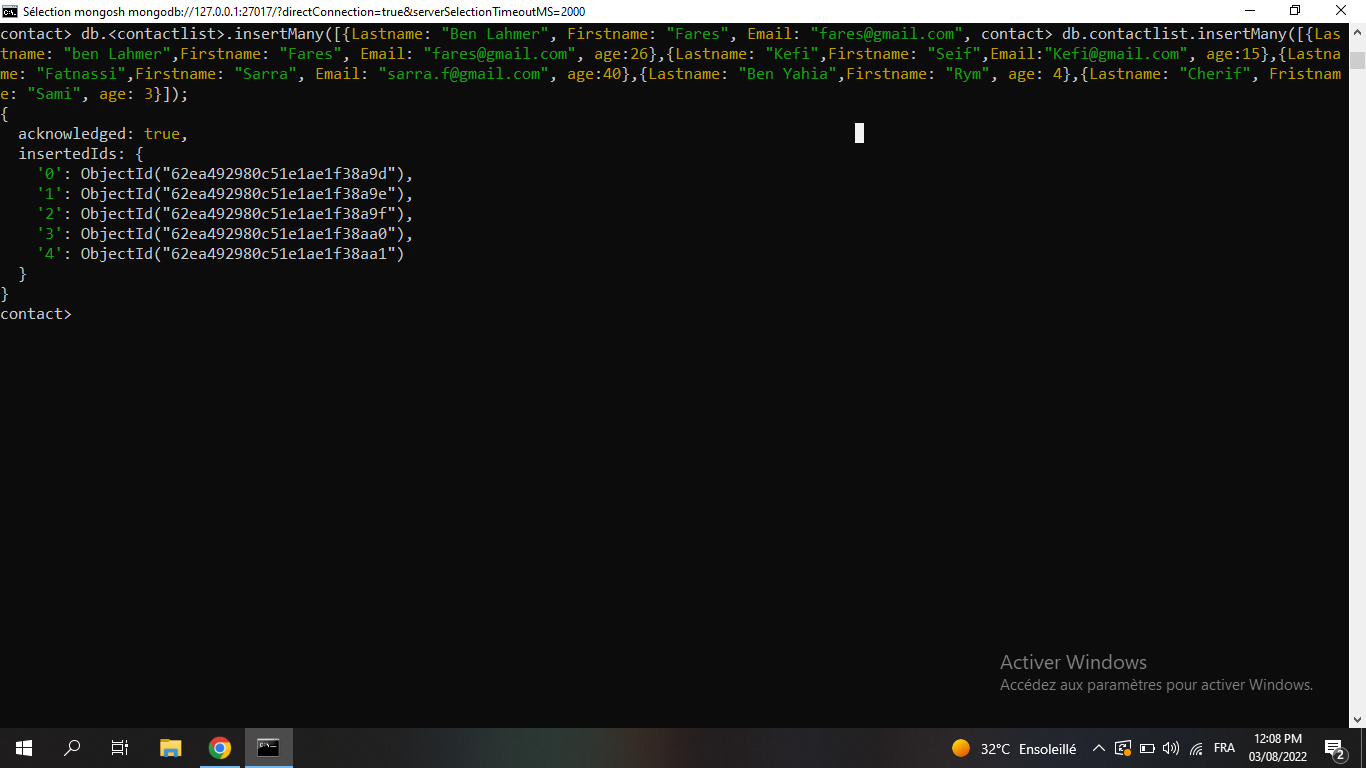 Sélection mongosh mongodb://127.0.0.1:27017/?directConnection=true&serverSelectionTimeoutMS=2000
contact> db.<contactlist>.insertMany([{Lastname: "Ben Lahmer", Firstname: "Fares", Email: "fares@gmail.com", contact> db.contactlist.insertMany([{Las
tname: "ben Lahmer",Firstname: "Fares", Email: "fares@gmail.com", age:26},{Lastname: "Kefi",Firstname: "Seif",Email:"Kefi@gmail.com", age:15},{Lastna
me: "Fatnassi",Firstname: "Sarra", Email: "sarra.f@gmail.com", age:40},{Lastname: "Ben Yahia",Firstname: "Rym", age: 4},{Lastname: "Cherif", Fristnam
e: "Sami", age: 3}]);
{
  acknowledged: true,
  insertedIds: {
    '0': ObjectId("62ea492980c51e1ae1f38a9d"),
    '1': ObjectId("62ea492980c51e1ae1f38a9e"),
    '2': ObjectId("62ea492980c51e1ae1f38a9f"),
    '3': ObjectId("62ea492980c51e1ae1f38aa0"),
    '4': ObjectId("62ea492980c51e1ae1f38aa1")
  }
}
contact>
Activer Windows
Accédez aux paramètres pour activer Windows.
32°C Ensoleillé
FRA
12:08 PM
03/08/2022
2